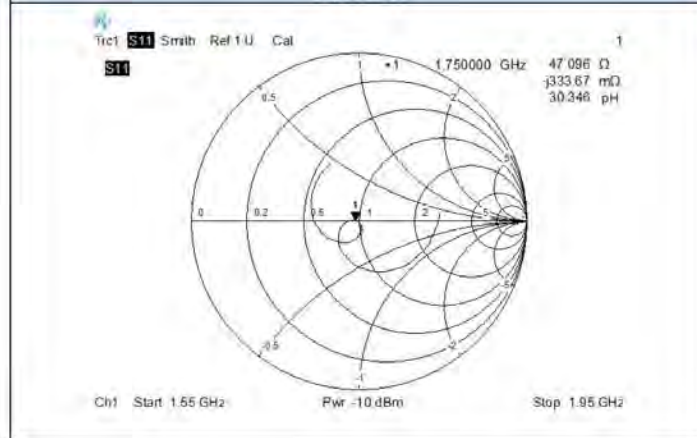 Trc1 S11 Smith Ref 1 U Cal 1
S11
•1 1.750000 GHz 47.096 Ω
-j333.67 mΩ
30.346 pH
0.5 2
5
0 0.2 0.5 1 2 5
1
-5
-0.5 -2
-1
Ch1 Start 1.55 GHz Pwr -10 dBm Stop 1.95 GHz